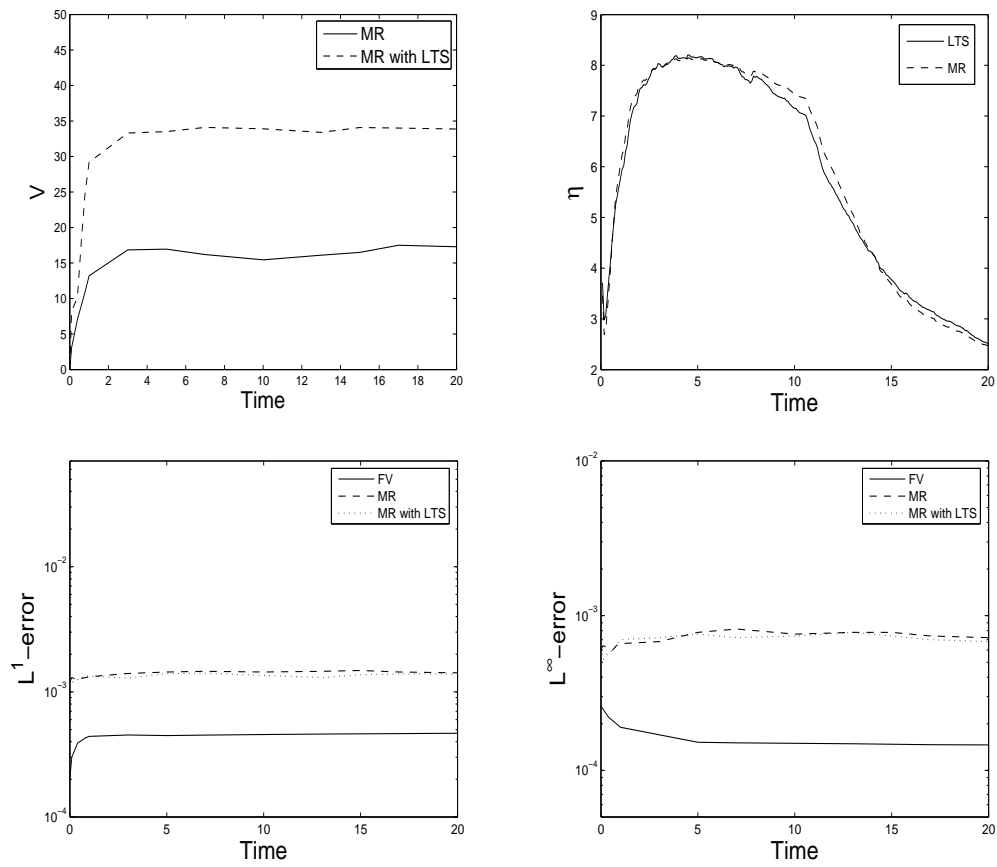 50
45
40
35
30
25
20
15
10
5
0
V
0 2 4 6 8 10 12 14 16 18 20
Time
MR
MR with LTS
9
8
7
6
5
4
3
2
η
0 5 10 15 20
Time
LTS
MR
10^-2
10^-3
10^-4
L^1-error
0 5 10 15 20
Time
FV
MR
MR with LTS
10^-2
10^-3
10^-4
L^∞-error
0 5 10 15 20
Time
FV
MR
MR with LTS